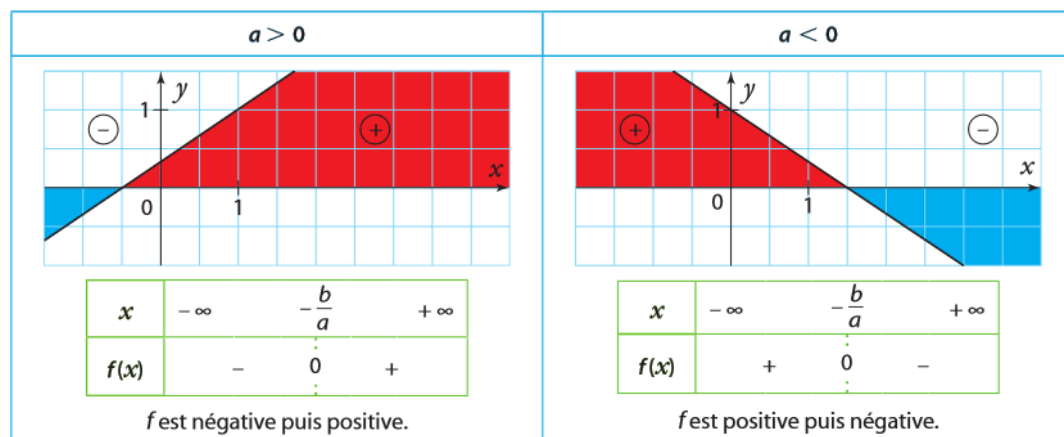 a > 0
a < 0
y
1
−
+
x
0
1
y
1
+
−
x
0
1
x −∞ −b/a +∞
f(x) − 0 +
f est négative puis positive.
x −∞ −b/a +∞
f(x) + 0 −
f est positive puis négative.